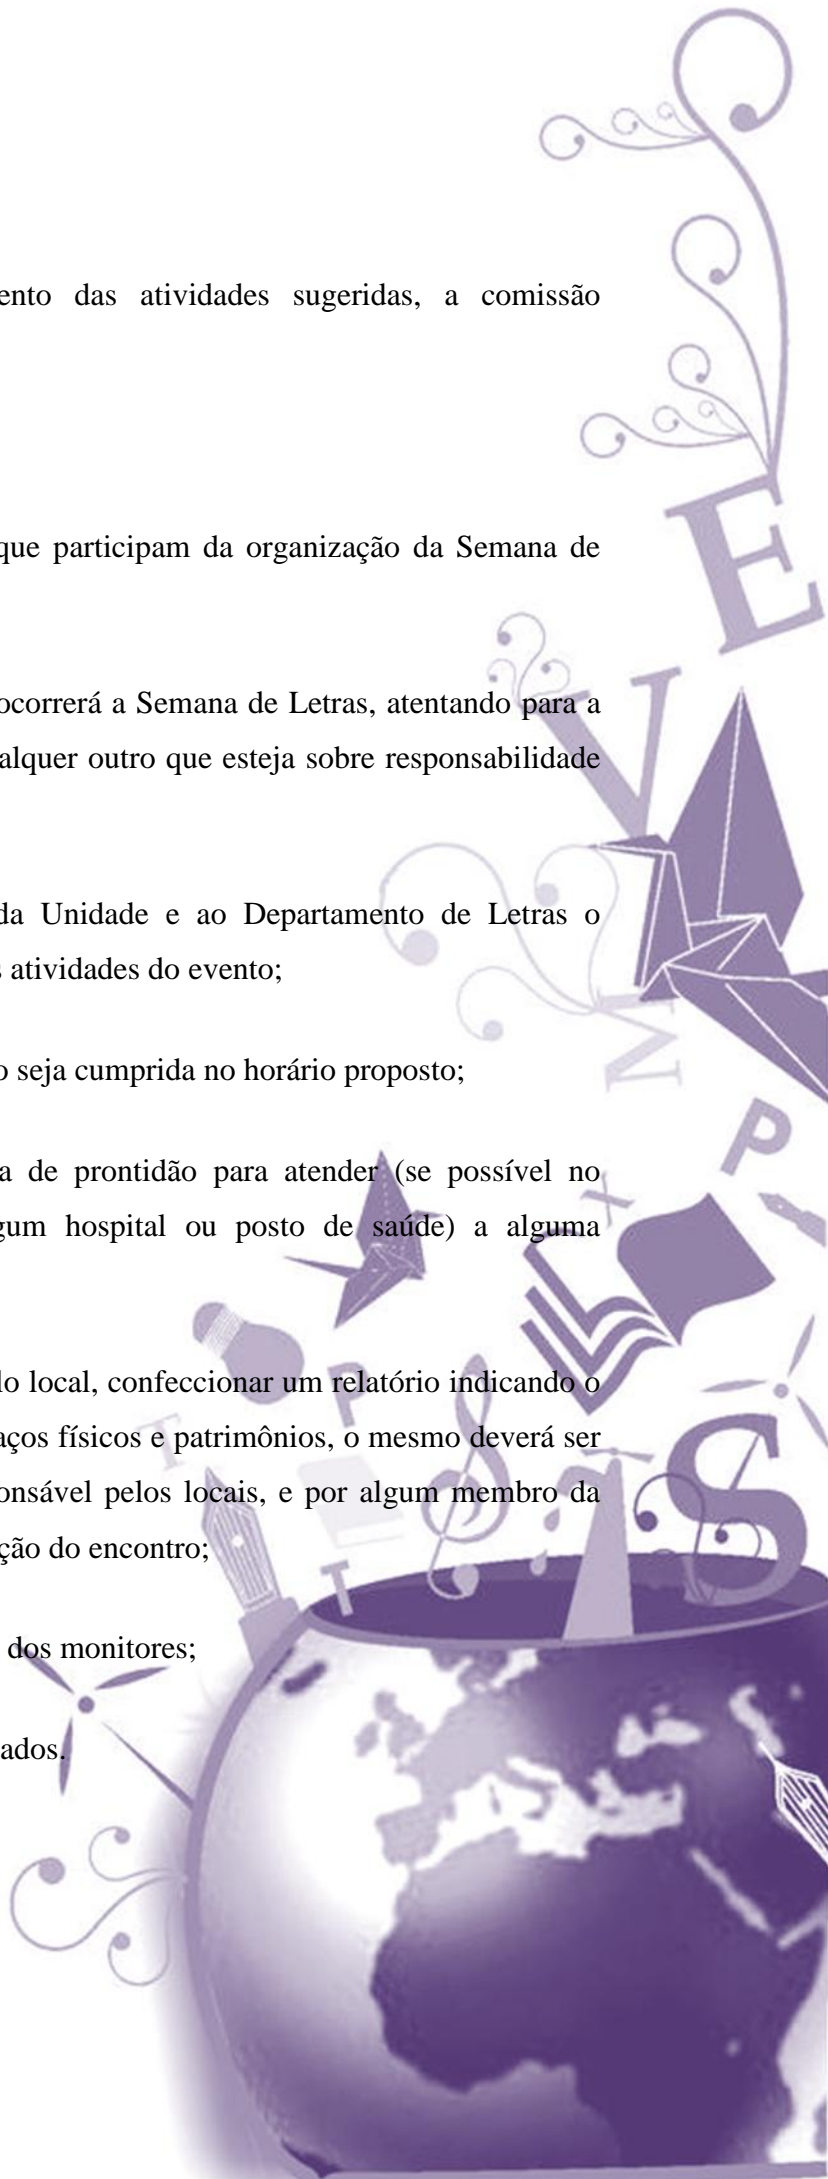 ento das atividades sugeridas, a comissão
que participam da organização da Semana de
ocorrerá a Semana de Letras, atentando para a
alquer outro que esteja sobre responsabilidade
da Unidade e ao Departamento de Letras o
s atividades do evento;
o seja cumprida no horário proposto;
a de prontidão para atender (se possível no
gum hospital ou posto de saúde) a alguma
lo local, confeccionar um relatório indicando o
aços físicos e patrimônios, o mesmo deverá ser
onsável pelos locais, e por algum membro da
ção do encontro;
dos monitores;
ados.
E
V
M
P
X
P
T
S
T